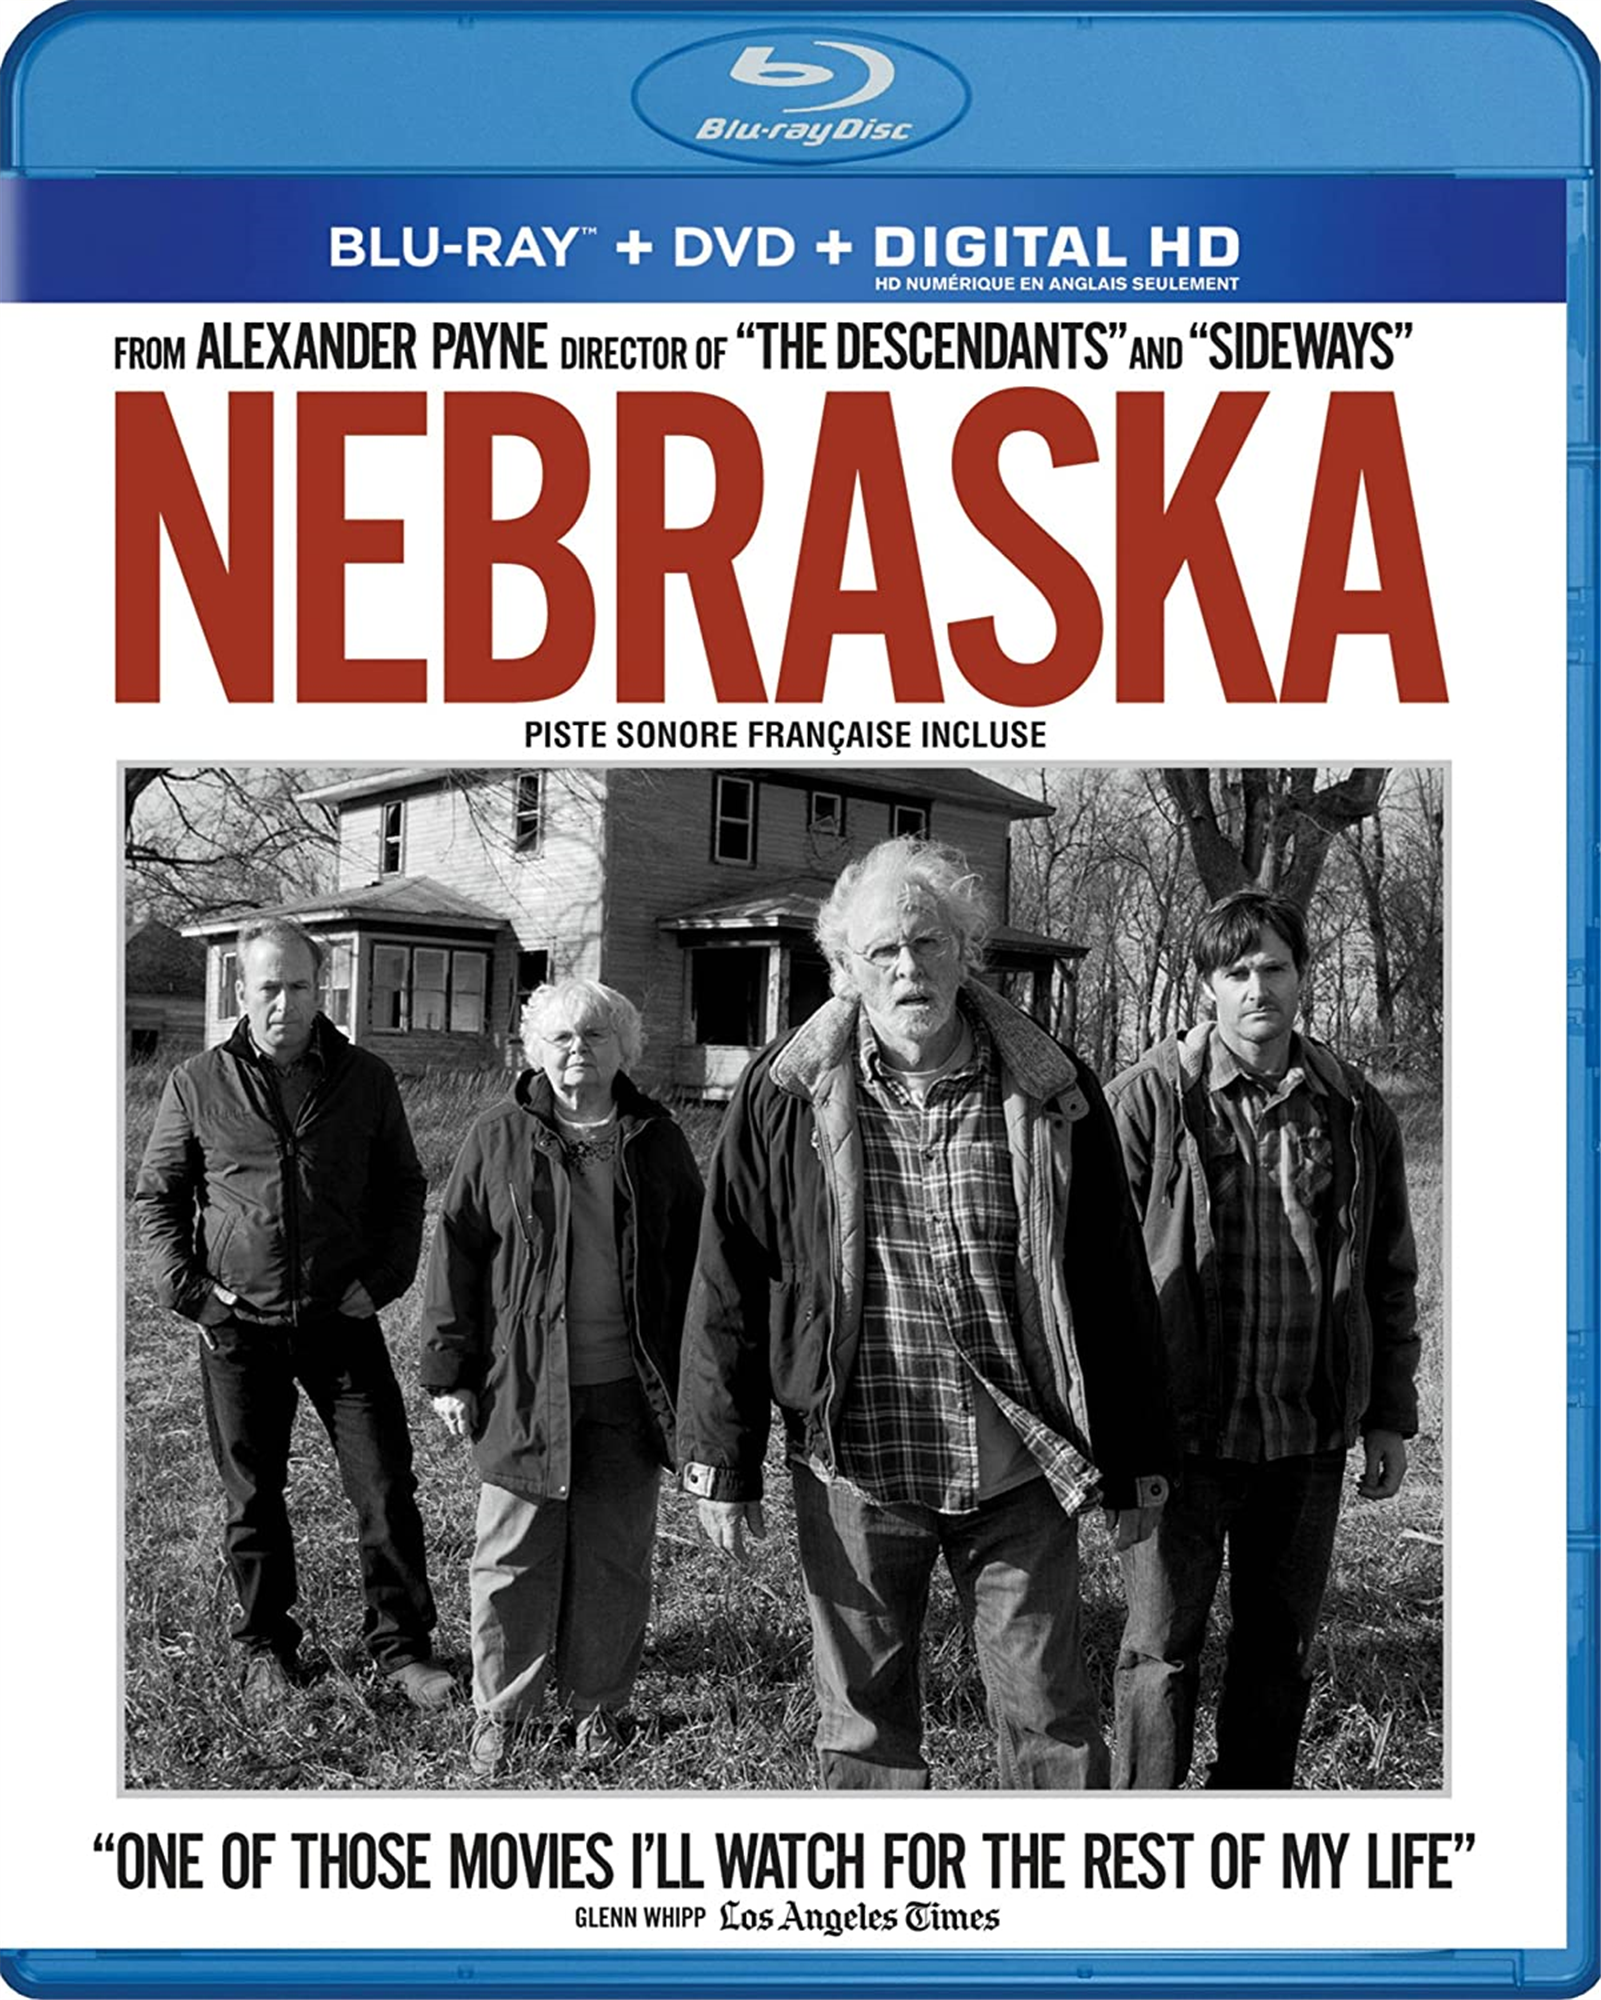 Blu-ray Disc
BLU-RAY™ + DVD + DIGITAL HD
HD NUMÉRIQUE EN ANGLAIS SEULEMENT
FROM ALEXANDER PAYNE DIRECTOR OF “THE DESCENDANTS” AND “SIDEWAYS”
NEBRASKA
PISTE SONORE FRANÇAISE INCLUSE
“ONE OF THOSE MOVIES I’LL WATCH FOR THE REST OF MY LIFE”
GLENN WHIPP Los Angeles Times